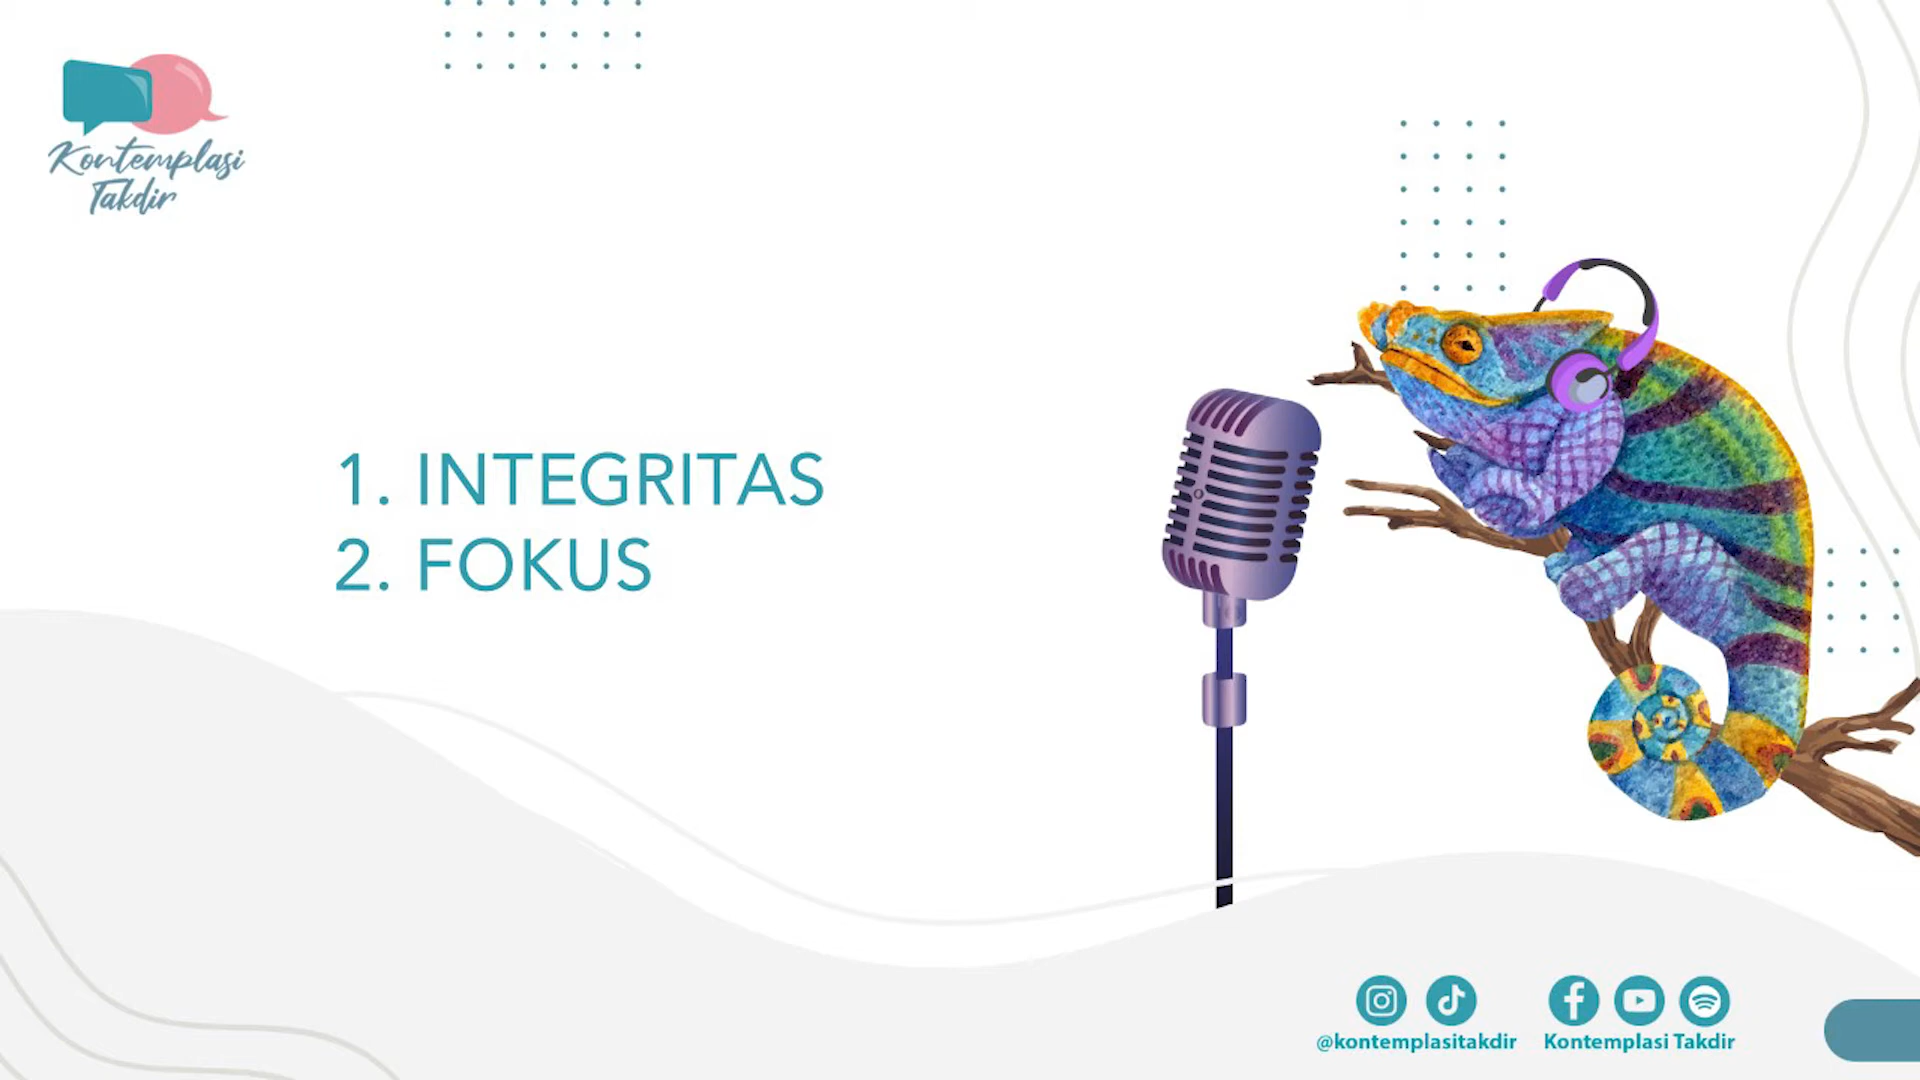 Kontemplasi
Takdir
1. INTEGRITAS
2. FOKUS
@kontemplasitakdir
Kontemplasi Takdir